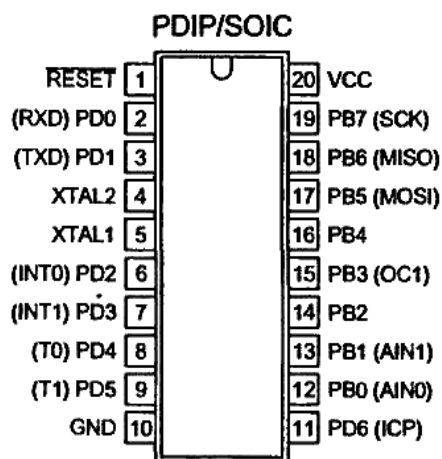 PDIP/SOIC
RESET 1 20 VCC
(RXD) PD0 2 19 PB7 (SCK)
(TXD) PD1 3 18 PB6 (MISO)
XTAL2 4 17 PB5 (MOSI)
XTAL1 5 16 PB4
(INT0) PD2 6 15 PB3 (OC1)
(INT1) PD3 7 14 PB2
(T0) PD4 8 13 PB1 (AIN1)
(T1) PD5 9 12 PB0 (AIN0)
GND 10 11 PD6 (ICP)